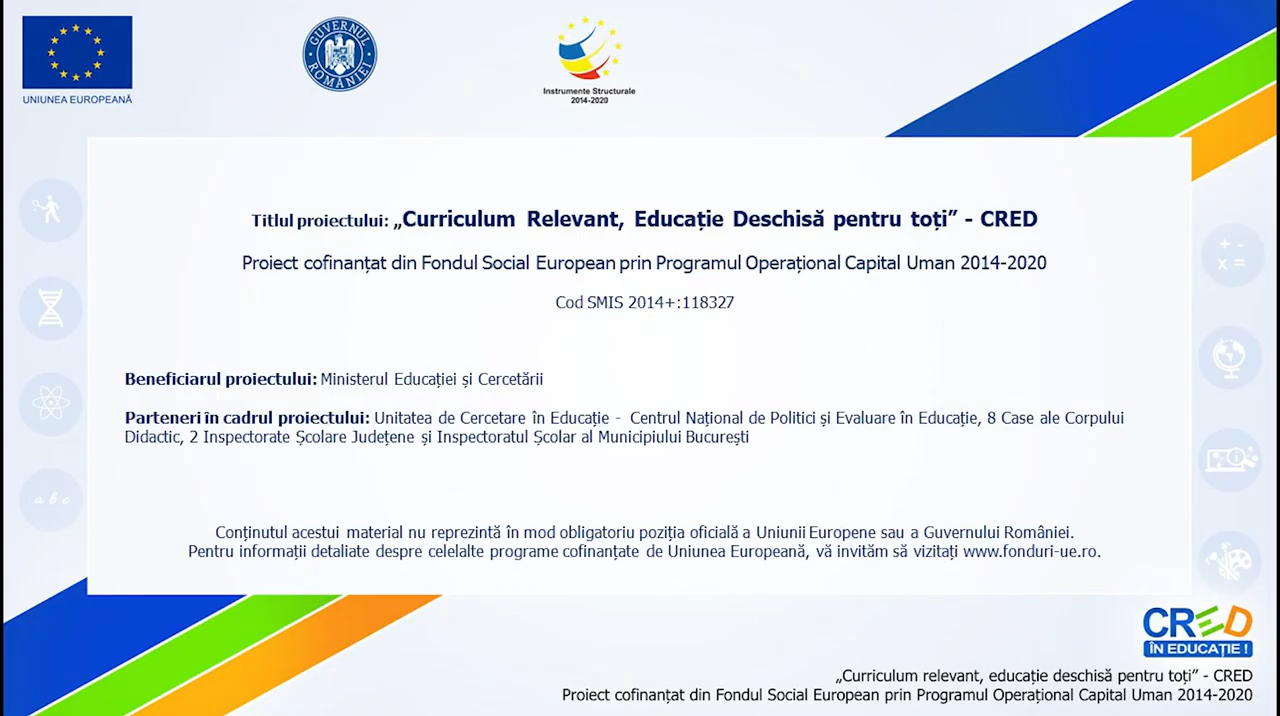 UNIUNEA EUROPEANĂ
GUVERNUL ROMÂNIEI
Instrumente Structurale
2014-2020
Titlul proiectului: „Curriculum Relevant, Educație Deschisă pentru toți” - CRED
Proiect cofinanțat din Fondul Social European prin Programul Operațional Capital Uman 2014-2020
Cod SMIS 2014+:118327
+ -
x =
Beneficiarul proiectului: Ministerul Educației și Cercetării
Parteneri în cadrul proiectului: Unitatea de Cercetare în Educație - Centrul Național de Politici și Evaluare în Educație, 8 Case ale Corpului
Didactic, 2 Inspectorate Școlare Județene și Inspectoratul Școlar al Municipiului București
a b c
Conținutul acestui material nu reprezintă în mod obligatoriu poziția oficială a Uniunii Europene sau a Guvernului României.
Pentru informații detaliate despre celelalte programe cofinanțate de Uniunea Europeană, vă invităm să vizitați www.fonduri-ue.ro.
CRED
ÎN EDUCAȚIE !
„Curriculum relevant, educație deschisă pentru toți” - CRED
Proiect cofinanțat din Fondul Social European prin Programul Operațional Capital Uman 2014-2020